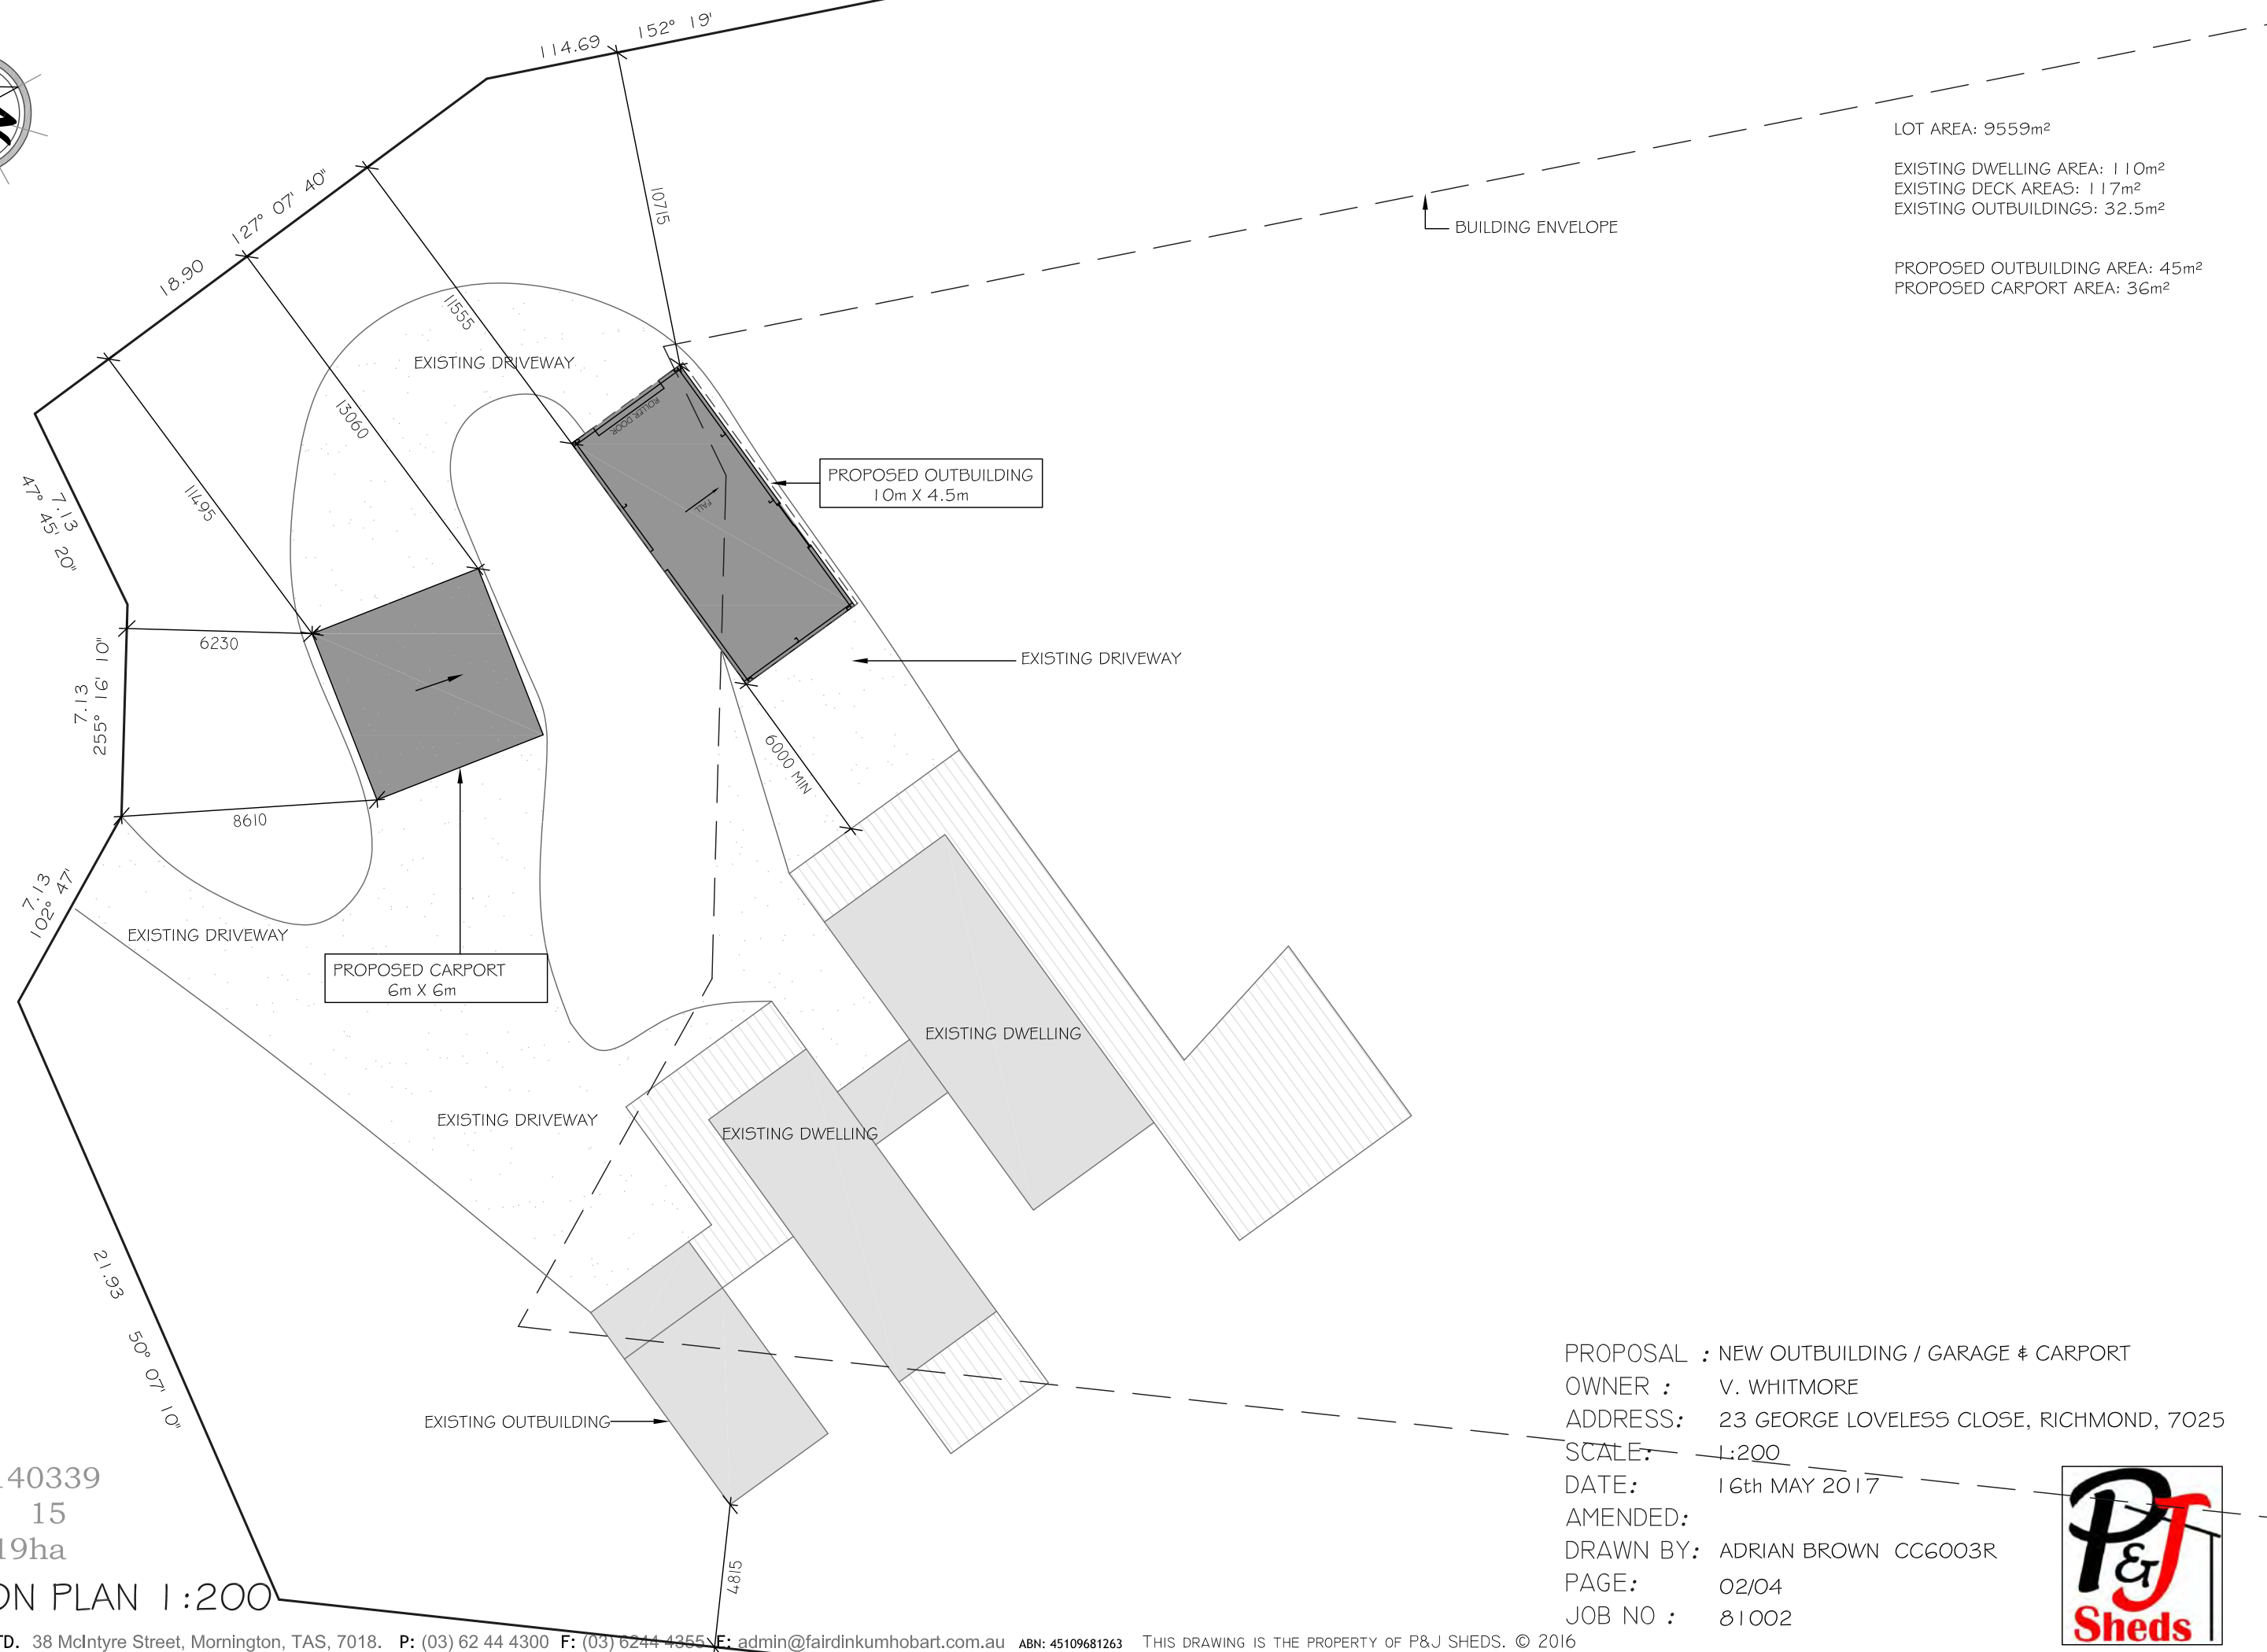 152° 19'
114.69
127° 07' 40"
18.90
10715
11555
13060
11495
LOT AREA: 9559m²
EXISTING DWELLING AREA: 110m²
EXISTING DECK AREAS: 117m²
EXISTING OUTBUILDINGS: 32.5m²
PROPOSED OUTBUILDING AREA: 45m²
PROPOSED CARPORT AREA: 36m²
BUILDING ENVELOPE
EXISTING DRIVEWAY
ROLLER DOOR
FALL
PROPOSED OUTBUILDING
10m X 4.5m
7.13
47° 45' 20"
6230
7.13
255° 16' 10"
EXISTING DRIVEWAY
6000 MIN
8610
7.13
102° 47'
EXISTING DRIVEWAY
PROPOSED CARPORT
6m X 6m
EXISTING DWELLING
EXISTING DRIVEWAY
EXISTING DWELLING
21.93
50° 07' 10"
EXISTING OUTBUILDING
4815
PROPOSAL : NEW OUTBUILDING / GARAGE & CARPORT
OWNER : V. WHITMORE
ADDRESS: 23 GEORGE LOVELESS CLOSE, RICHMOND, 7025
SCALE: 1:200
DATE: 16th MAY 2017
AMENDED:
DRAWN BY: ADRIAN BROWN CC6003R
PAGE: 02/04
JOB NO : 81002
P&J
Sheds
40339
15
19ha
ON PLAN 1:200
TD. 38 McIntyre Street, Mornington, TAS, 7018. P: (03) 62 44 4300 F: (03) 6244 4355 E: admin@fairdinkumhobart.com.au ABN: 45109681263 THIS DRAWING IS THE PROPERTY OF P&J SHEDS. © 2016